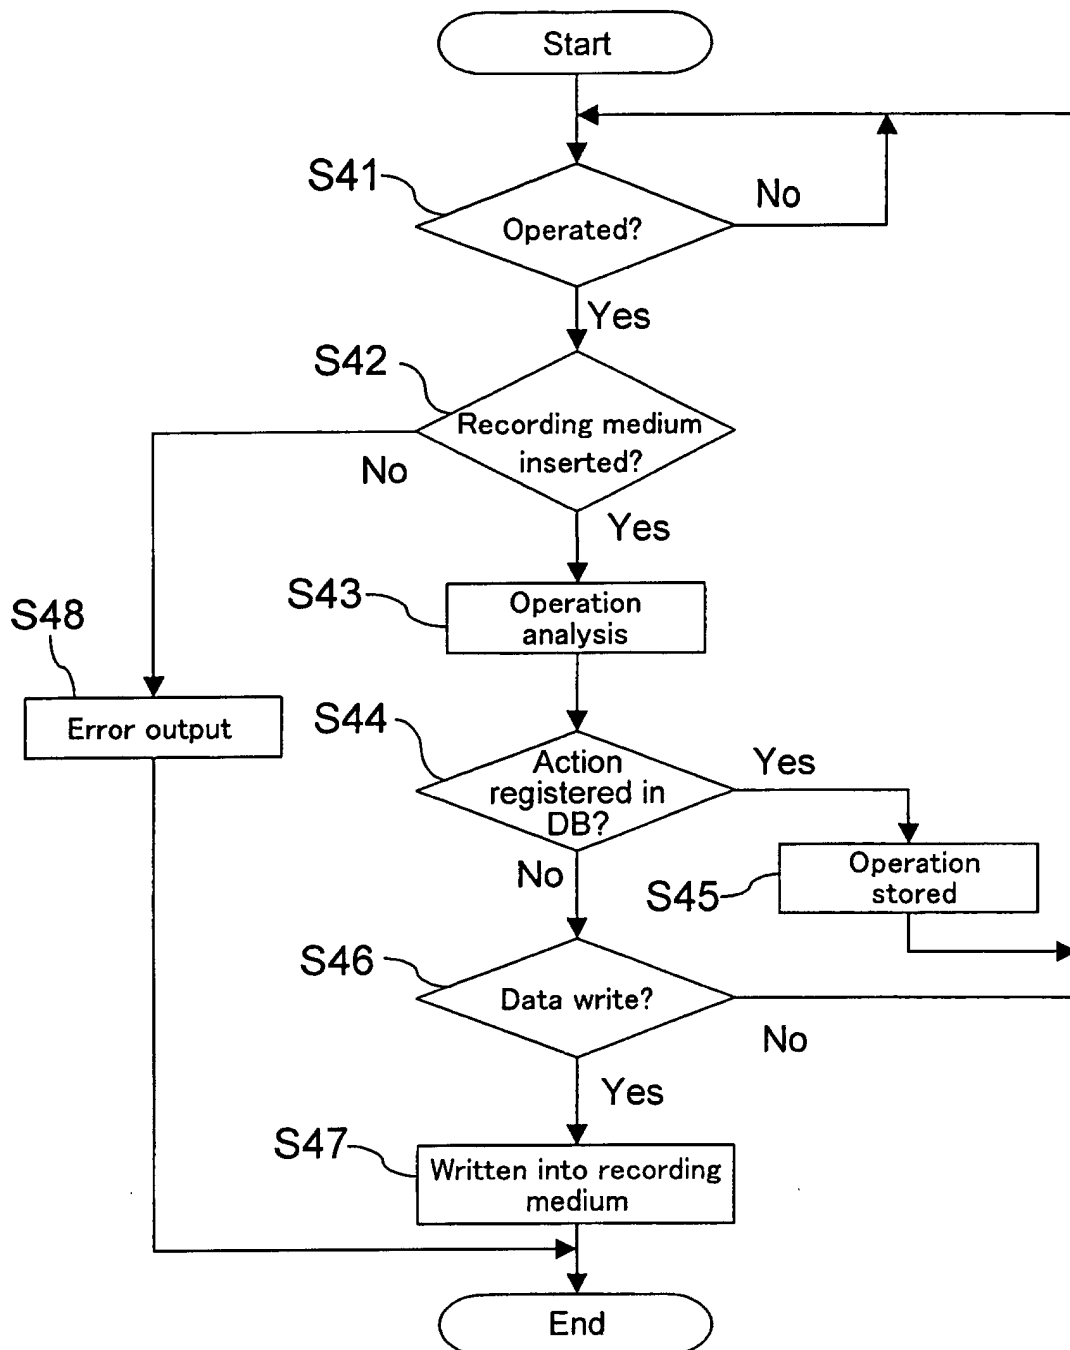 Start
S41
No
Operated?
Yes
S42
Recording medium
inserted?
No
Yes
S43
Operation
analysis
S48
Error output
S44
Action
registered in
DB?
Yes
No
Operation
stored
S45
S46
Data write?
No
Yes
S47
Written into recording
medium
End